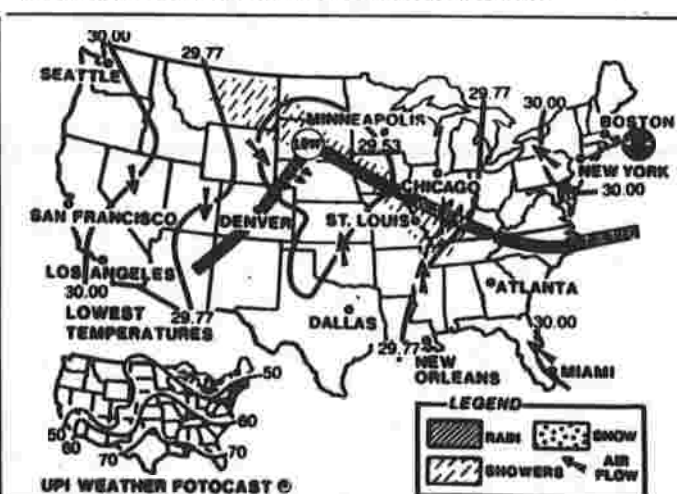 30.00
29.77
SEATTLE
MINNEAPOLIS
29.53
LOW
29.77
30.00
BOSTON
NEW YORK
CHICAGO
30.00
SAN FRANCISCO
DENVER
ST. LOUIS
LOS ANGELES
30.00
ATLANTA
LOWEST
TEMPERATURES
29.77
DALLAS
30.00
29.77
NEW
ORLEANS
MIAMI
50
60
70
50
60
70
UPI WEATHER FOTOCAST ©
LEGEND
RAIN
SNOW
SHOWERS
AIR
FLOW